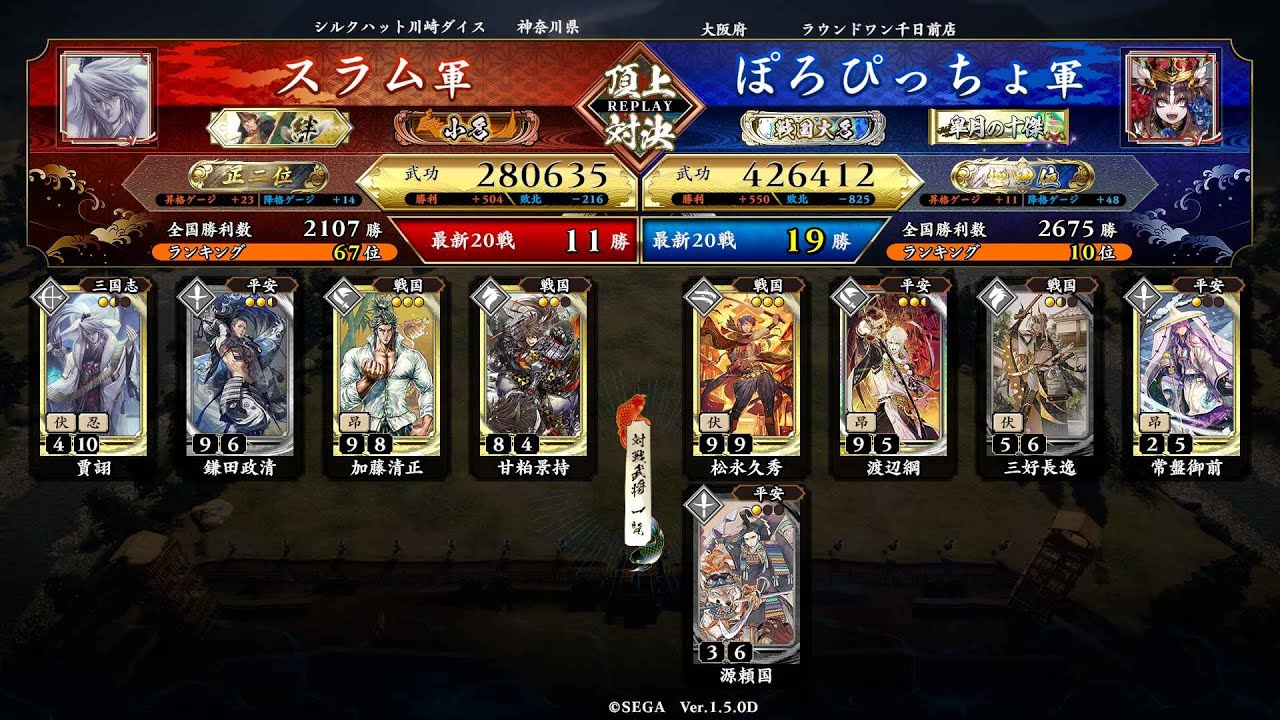 シルクハット川崎ダイス 神奈川県
大阪府 ラウンドワン千日前店
スラム軍
頂上
REPLAY
対決
ぽろぴっちょ軍
絆
小名
戦国大名
皐月の十傑
正二位
武功 280635
勝利 +504 敗北 -216
昇格ゲージ +23 降格ゲージ +14
武功 426412
勝利 +550 敗北 -825
昇格ゲージ +11 降格ゲージ +48
全国勝利数 2107勝
ランキング 67位
最新20戦 11勝
最新20戦 19勝
全国勝利数 2675勝
ランキング 10位
三国志
伏 忍
4 10
賈詡
平安
9 6
鎌田政清
戦国
昂
9 8
加藤清正
戦国
8 4
甘粕景持
対戦武将一覧
戦国
伏
9 9
松永久秀
平安
昂
9 5
渡辺綱
戦国
伏
5 6
三好長逸
平安
昂
2 5
常盤御前
平安
3 6
源頼国
©SEGA Ver.1.5.0D